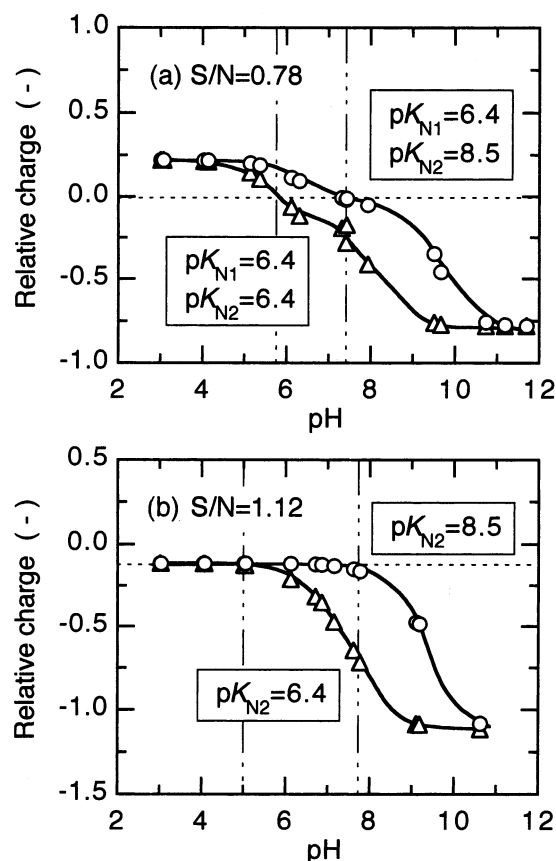 1.0
(a) S/N=0.78
0.5
pK_N1=6.4
pK_N2=8.5
Relative charge (-)
0.0
pK_N1=6.4
pK_N2=6.4
-0.5
-1.0
2 4 6 8 10 12
pH
0.5
(b) S/N=1.12
pK_N2=8.5
0.0
Relative charge (-)
-0.5
pK_N2=6.4
-1.0
-1.5
2 4 6 8 10 12
pH